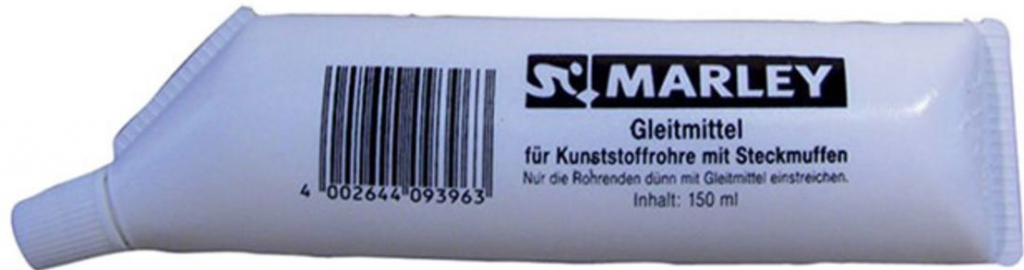 MARLEY
Gleitmittel
für Kunststoffrohre mit Steckmuffen
Nur die Rohrenden dünn mit Gleitmittel einstreichen.
Inhalt: 150 ml
4 002644 093963